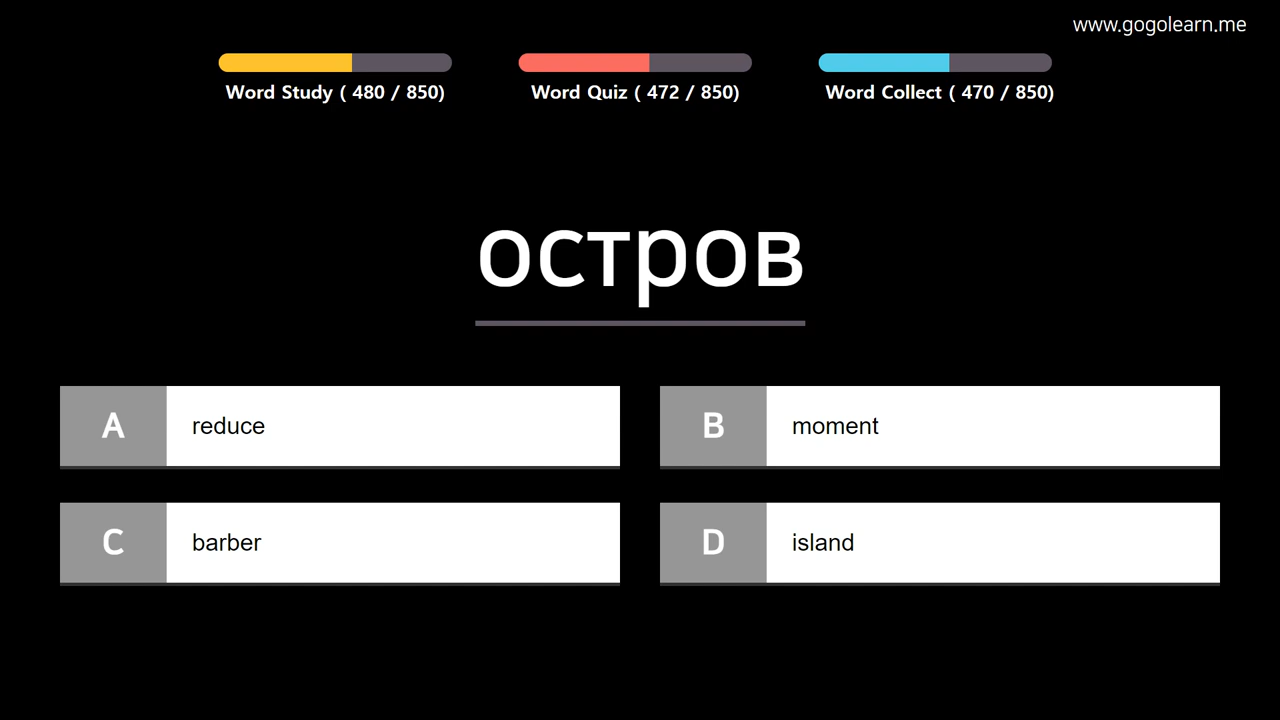 www.gogolearn.me
Word Study ( 480 / 850)
Word Quiz ( 472 / 850)
Word Collect ( 470 / 850)
остров
A
reduce
B
moment
C
barber
D
island